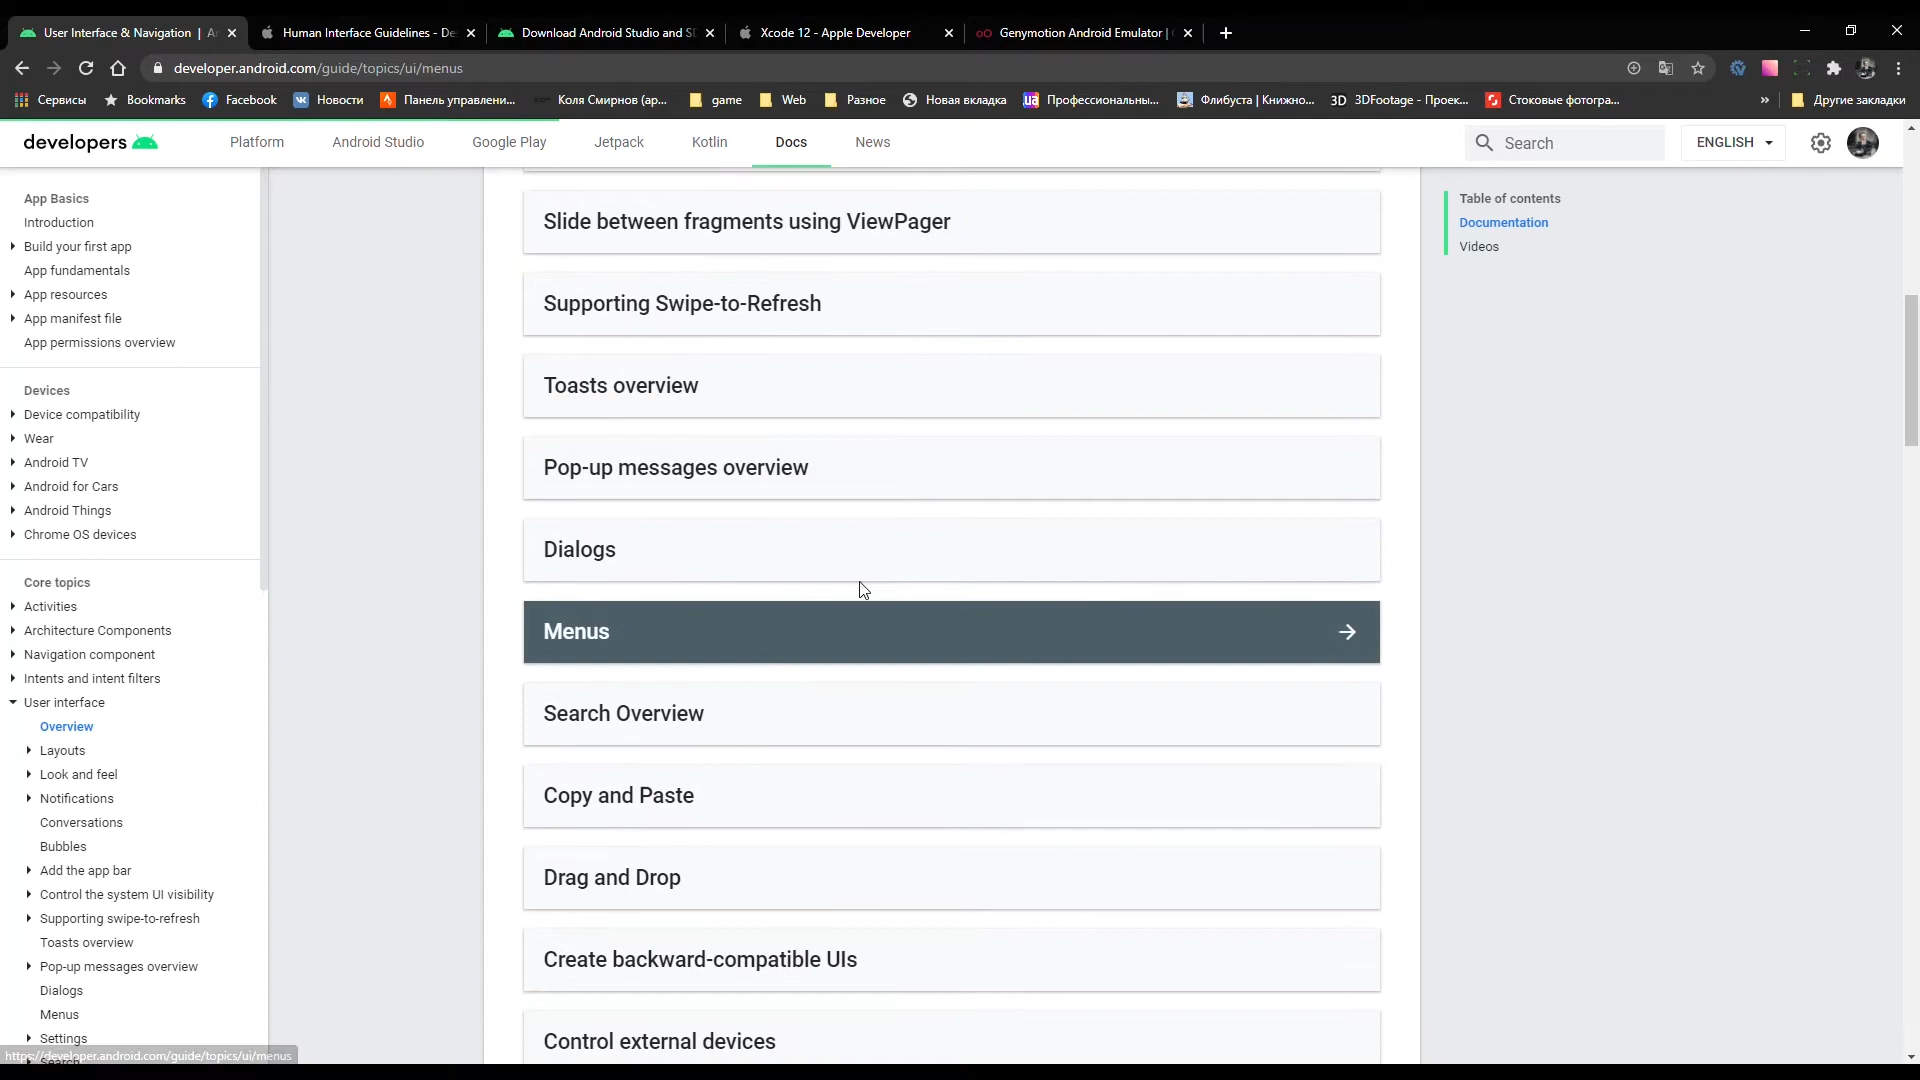 User Interface & Navigation | A
Human Interface Guidelines - De
Download Android Studio and S
Xcode 12 - Apple Developer
Genymotion Android Emulator |
developer.android.com/guide/topics/ui/menus
Сервисы
Bookmarks
Facebook
Новости
Панель управлени...
Коля Смирнов (ар...
game
Web
Разное
Новая вкладка
Профессиональны...
Флибуста | Книжно...
3DFootage - Проек...
Стоковые фотогра...
»
Другие закладки
developers
Platform
Android Studio
Google Play
Jetpack
Kotlin
Docs
News
Search
ENGLISH
App Basics
Introduction
Build your first app
App fundamentals
App resources
App manifest file
App permissions overview
Devices
Device compatibility
Wear
Android TV
Android for Cars
Android Things
Chrome OS devices
Core topics
Activities
Architecture Components
Navigation component
Intents and intent filters
User interface
Overview
Layouts
Look and feel
Notifications
Conversations
Bubbles
Add the app bar
Control the system UI visibility
Supporting swipe-to-refresh
Toasts overview
Pop-up messages overview
Dialogs
Menus
Settings
Search
https://developer.android.com/guide/topics/ui/menus
Slide between fragments using ViewPager
Supporting Swipe-to-Refresh
Toasts overview
Pop-up messages overview
Dialogs
Menus
Search Overview
Copy and Paste
Drag and Drop
Create backward-compatible UIs
Control external devices
Table of contents
Documentation
Videos